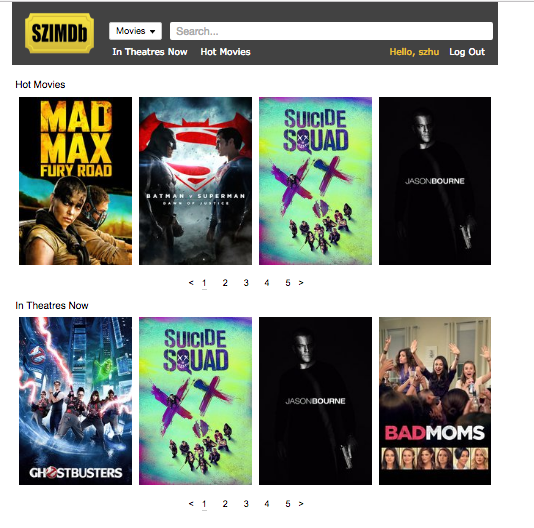 SZIMDb
Movies
Search...
In Theatres Now Hot Movies
Hello, szhu Log Out
Hot Movies
MAD
MAX
FURY ROAD
BATMAN v SUPERMAN
DAWN OF JUSTICE
SUICIDE
SQUAD
JASONBOURNE
< 1 2 3 4 5 >
In Theatres Now
GHOSTBUSTERS
SUICIDE
SQUAD
JASONBOURNE
BADMOMS
< 1 2 3 4 5 >